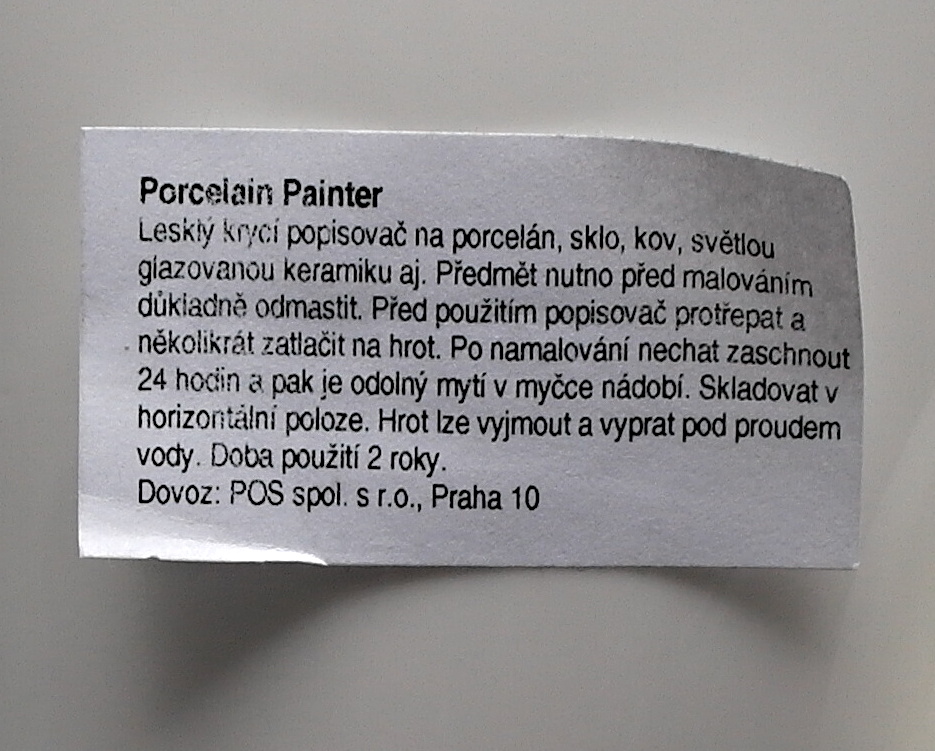 Porcelain Painter
Lesklý krycí popisovač na porcelán, sklo, kov, světlou
glazovanou keramiku aj. Předmět nutno před malováním
důkladně odmastit. Před použitím popisovač protřepat a
několikrát zatlačit na hrot. Po namalování nechat zaschnout
24 hodin a pak je odolný mytí v myčce nádobí. Skladovat v
horizontální poloze. Hrot lze vyjmout a vyprat pod proudem
vody. Doba použití 2 roky.
Dovoz: POS spol. s r.o., Praha 10